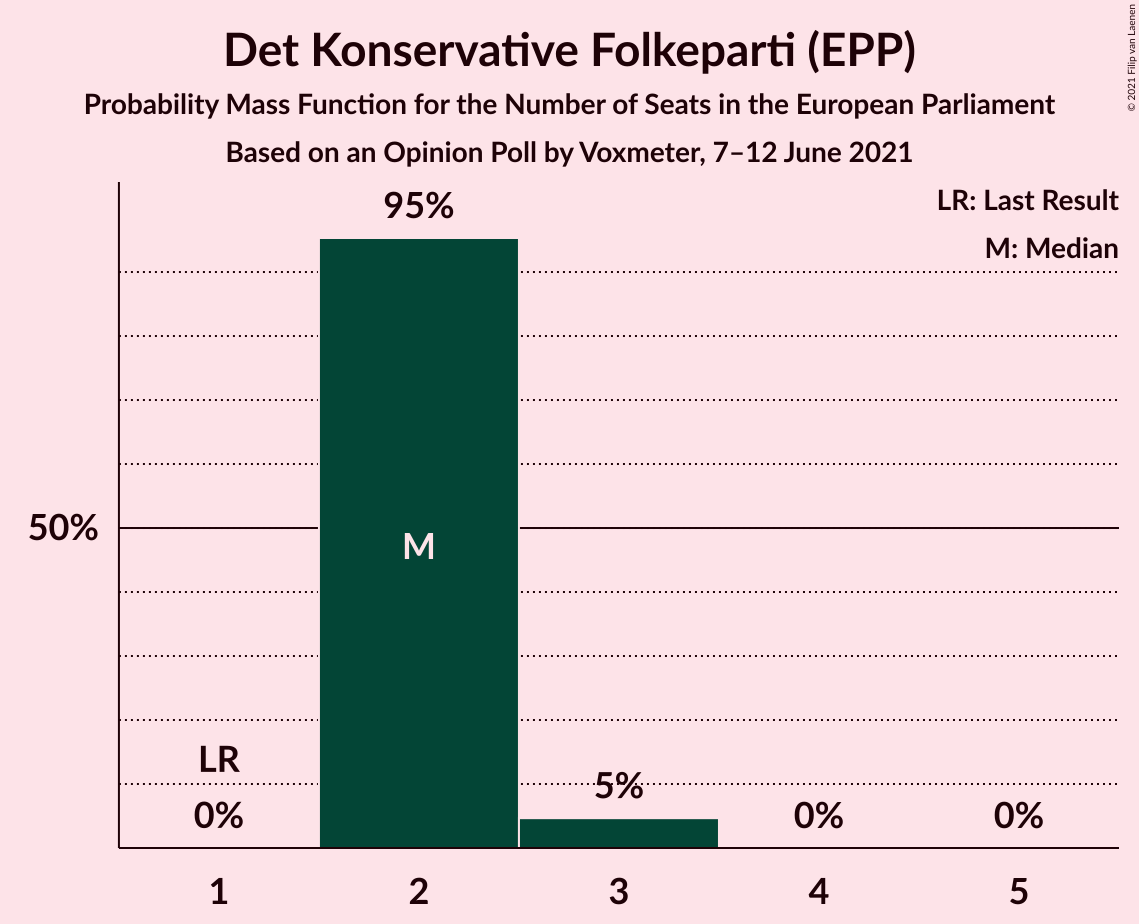 Det Konservative Folkeparti (EPP)
Probability Mass Function for the Number of Seats in the European Parliament
Based on an Opinion Poll by Voxmeter, 7–12 June 2021
© 2021 Filip van Laenen
LR: Last Result
M: Median
95%
50%
M
LR
0%
5%
0%
0%
1
2
3
4
5